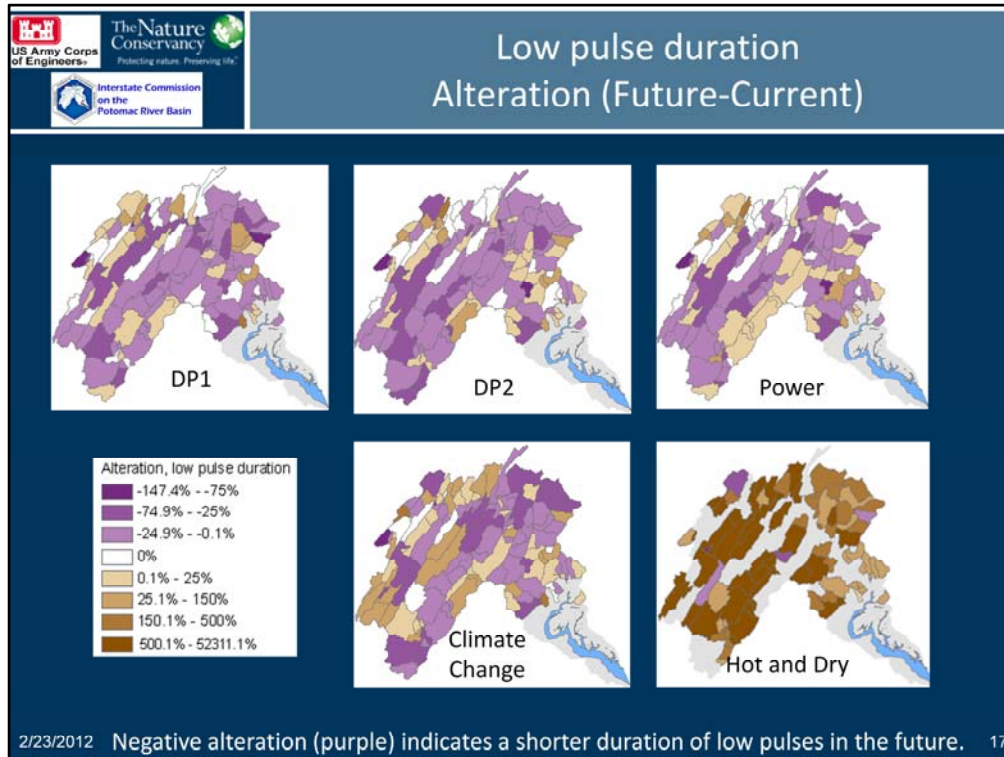 US Army Corps
of Engineers®
The Nature
Conservancy
Protecting nature. Preserving life.™
Interstate Commission
on the
Potomac River Basin
Low pulse duration
Alteration (Future-Current)
DP1
DP2
Power
Alteration, low pulse duration
-147.4% - -75%
-74.9% - -25%
-24.9% - -0.1%
0%
0.1% - 25%
25.1% - 150%
150.1% - 500%
500.1% - 52311.1%
Climate
Change
Hot and Dry
2/23/2012 Negative alteration (purple) indicates a shorter duration of low pulses in the future. 17